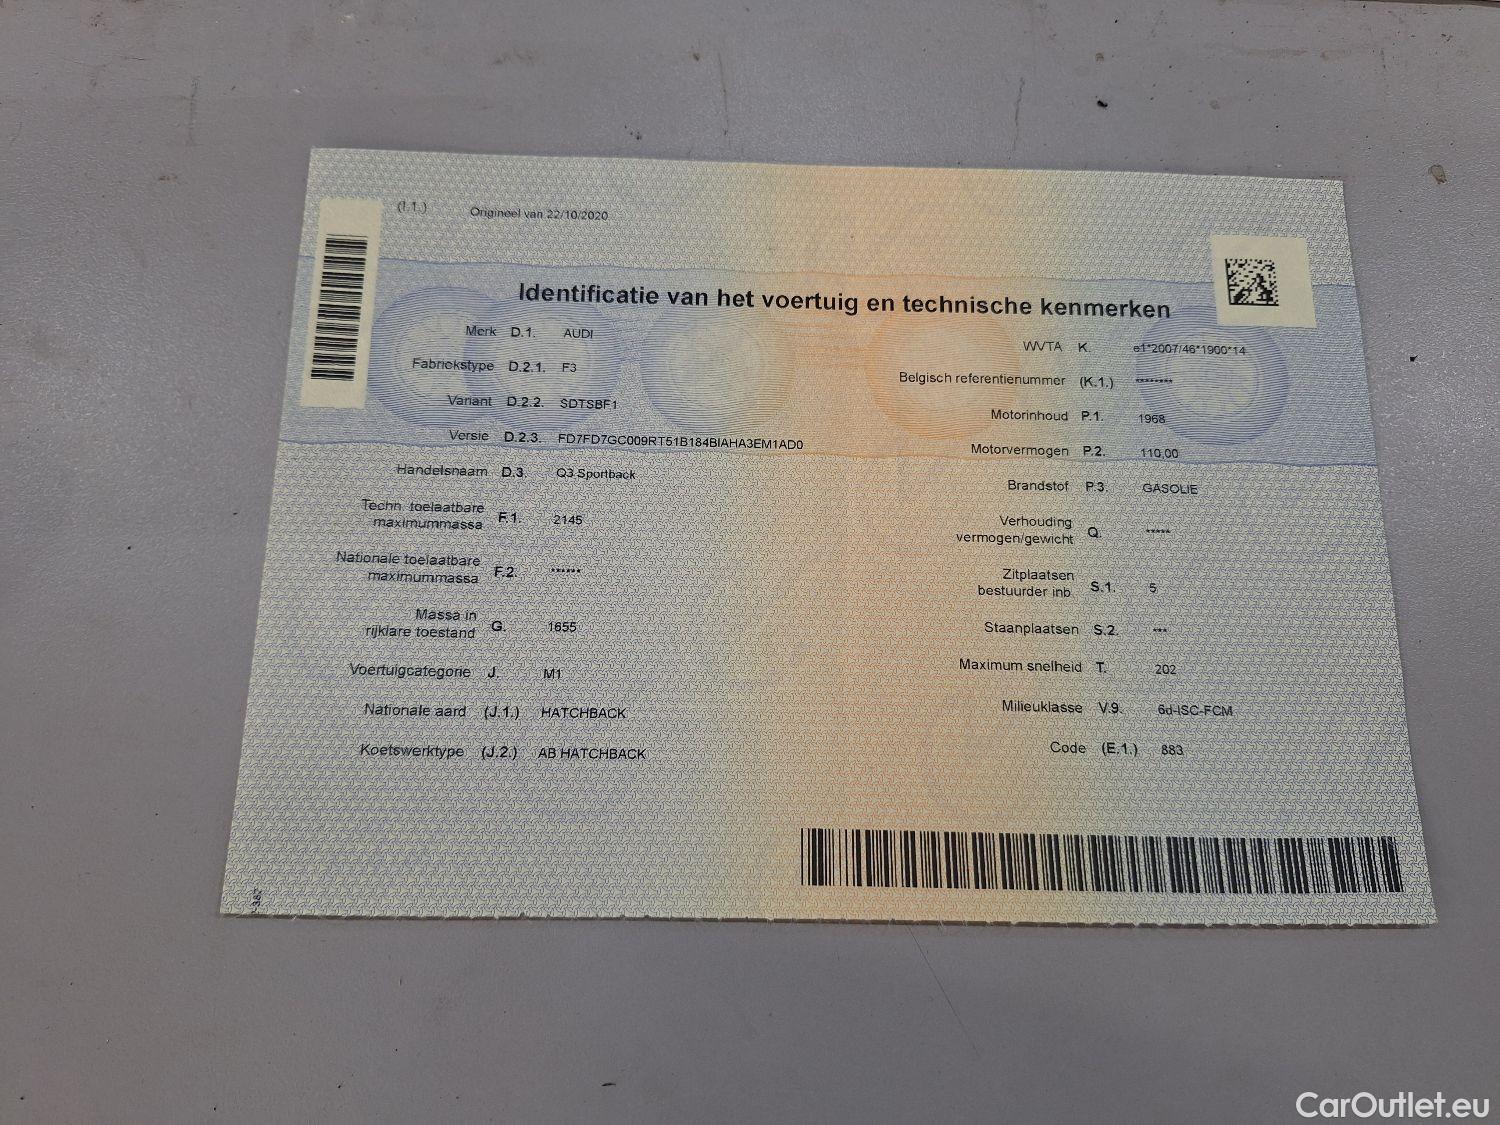 (I.1.) Origineel van 22/10/2020
Identificatie van het voertuig en technische kenmerken
Merk D.1. AUDI
Fabriekstype D.2.1. F3
Variant D.2.2. SDTSBF1
Versie D.2.3. FD7FD7GC009RT51B184BIAHA3EM1AD0
Handelsnaam D.3. Q3 Sportback
Techn. toelaatbare
maximummassa F.1. 2145
Nationale toelaatbare
maximummassa F.2. ******
Massa in
rijklare toestand G. 1655
Voertuigcategorie J. M1
Nationale aard (J.1.) HATCHBACK
Koetswerktype (J.2.) AB HATCHBACK
WVTA K. e1*2007/46*1900*14
Belgisch referentienummer (K.1.) ********
Motorinhoud P.1. 1968
Motorvermogen P.2. 110,00
Brandstof P.3. GASOLIE
Verhouding
vermogen/gewicht Q. *****
Zitplaatsen
bestuurder inb. S.1. 5
Staanplaatsen S.2. ***
Maximum snelheid T. 202
Milieuklasse V.9. 6d-ISC-FCM
Code (E.1.) 883
CarOutlet.eu